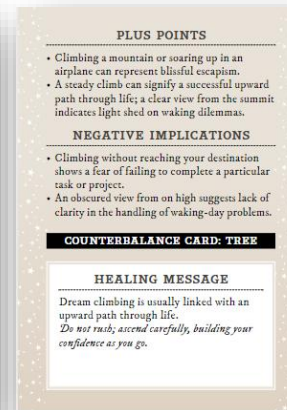 PLUS POINTS
• Climbing a mountain or soaring up in an
airplane can represent blissful escapism.
• A steady climb can signify a successful upward
path through life; a clear view from the summit
indicates light shed on waking dilemmas.
NEGATIVE IMPLICATIONS
• Climbing without reaching your destination
shows a fear of failing to complete a particular
task or project.
• An obscured view from on high suggests lack of
clarity in the handling of waking-day problems.
COUNTERBALANCE CARD: TREE
HEALING MESSAGE
Dream climbing is usually linked with an
upward path through life.
Do not rush; ascend carefully, building your
confidence as you go.